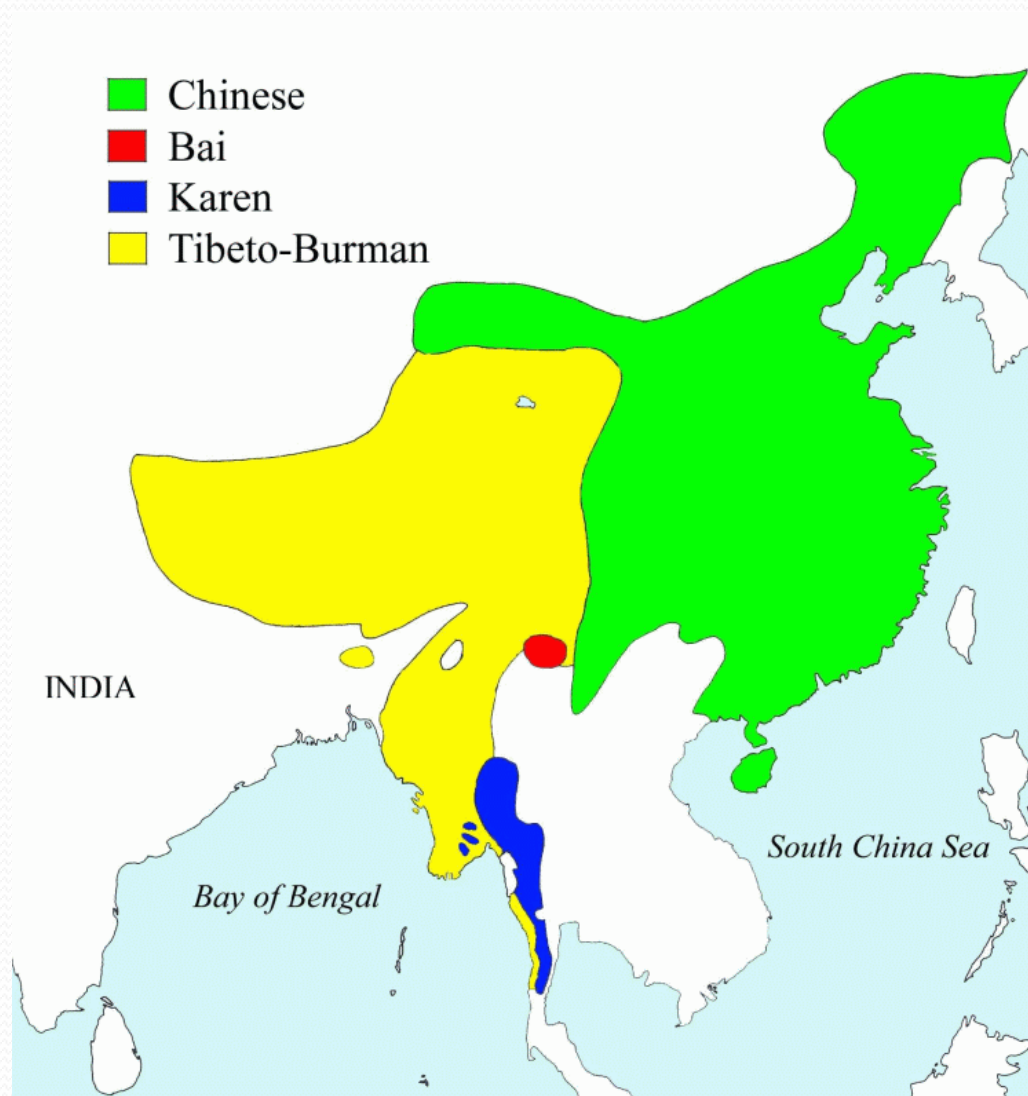 Chinese
Bai
Karen
Tibeto-Burman
INDIA
South China Sea
Bay of Bengal